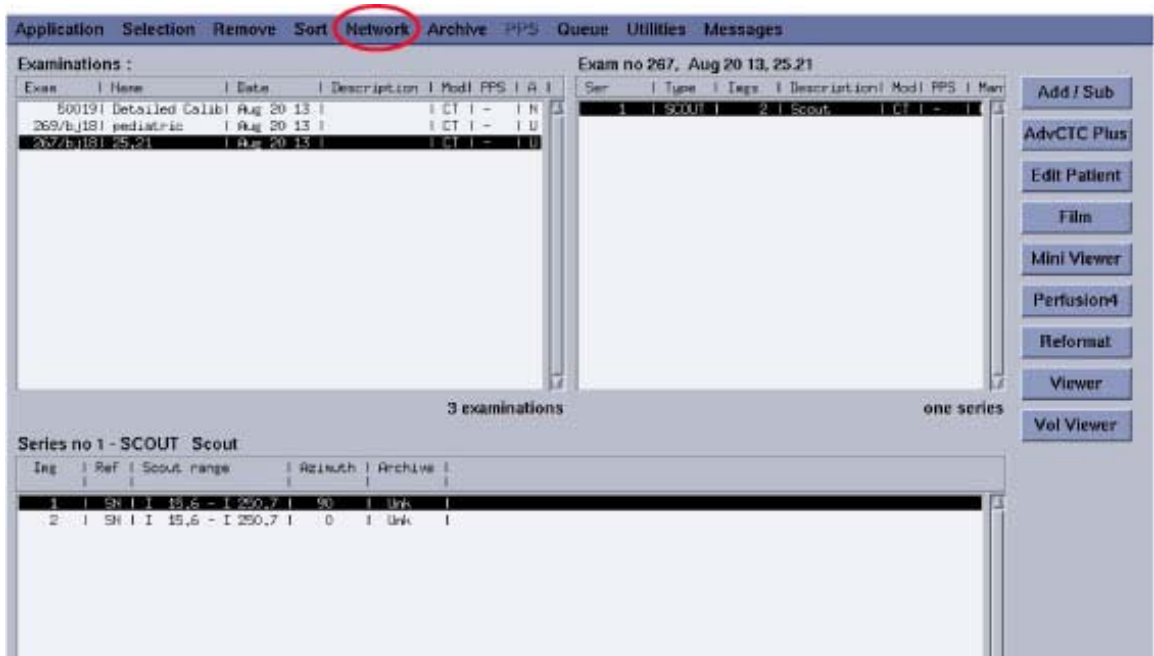 Application Selection Remove Sort Network Archive PPS Queue Utilities Messages
Examinations :
Exam | Name | Date | Description | Mod| PPS | A |
50019| Detailed Calib| Aug 20 13 | | CT | - | N
269/bj18| pediatric | Aug 20 13 | | CT | - | U
267/bj18| 25,21 | Aug 20 13 | | CT | - | U
3 examinations
Exam no 267, Aug 20 13, 25.21
Ser | Type | Imgs | Description| Mod| PPS | Man
1 | SCOUT | 2 | Scout | CT | - |
one series
Add / Sub
AdvCTC Plus
Edit Patient
Film
Mini Viewer
Perfusion4
Reformat
Viewer
Vol Viewer
Series no 1 - SCOUT Scout
Img | Ref | Scout range | Azimuth | Archive |
1 | SN | I 15.6 - I 250.7 | 90 | Unk |
2 | SN | I 15.6 - I 250.7 | 0 | Unk |